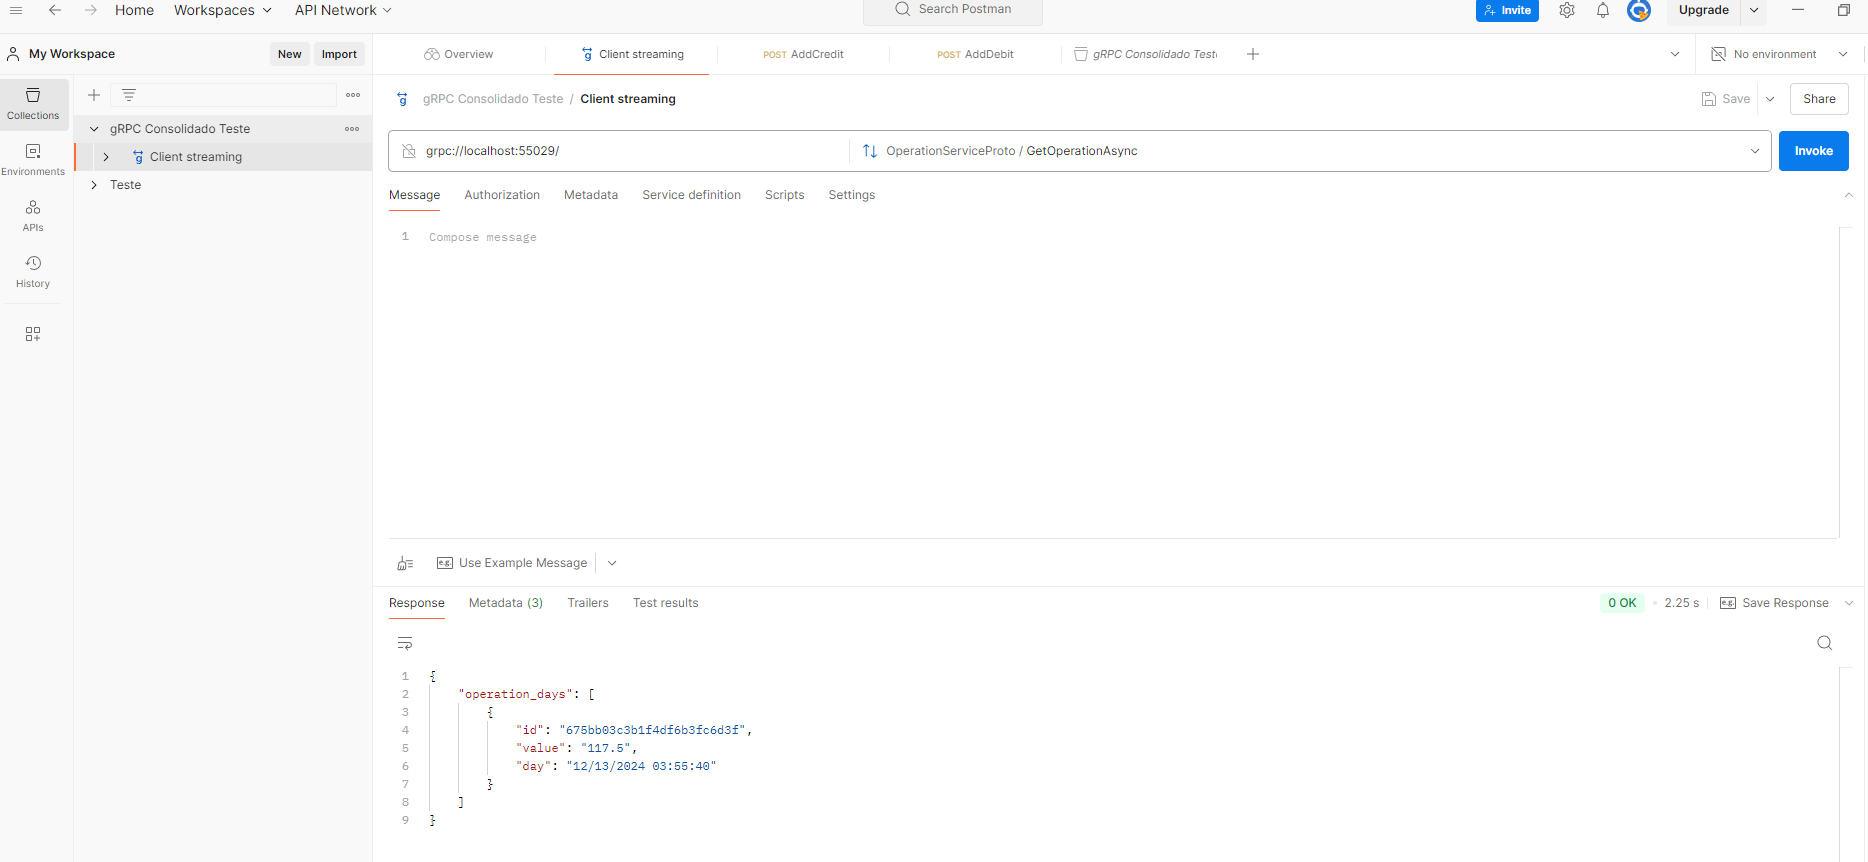 Home Workspaces API Network Search Postman Invite Upgrade
My Workspace New Import Overview Client streaming POST AddCredit POST AddDebit gRPC Consolidado Teste No environment
Collections
gRPC Consolidado Teste / Client streaming Save Share
gRPC Consolidado Teste
Client streaming
Teste
Environments
APIs
History
grpc://localhost:55029/ OperationServiceProto / GetOperationAsync Invoke
Message Authorization Metadata Service definition Scripts Settings
1 Compose message
e.g. Use Example Message
Response Metadata (3) Trailers Test results 0 OK 2.25 s e.g. Save Response
1 {
2 "operation_days": [
3 {
4 "id": "675bb03c3b1f4df6b3fc6d3f",
5 "value": "117.5",
6 "day": "12/13/2024 03:55:40"
7 }
8 ]
9 }